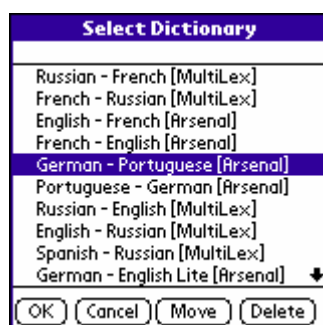 Select Dictionary
Russian - French [MultiLex]
French - Russian [MultiLex]
English - French [Arsenal]
French - English [Arsenal]
German - Portuguese [Arsenal]
Portuguese - German [Arsenal]
Russian - English [MultiLex]
English - Russian [MultiLex]
Spanish - Russian [MultiLex]
German - English Lite [Arsenal]
OK Cancel Move Delete